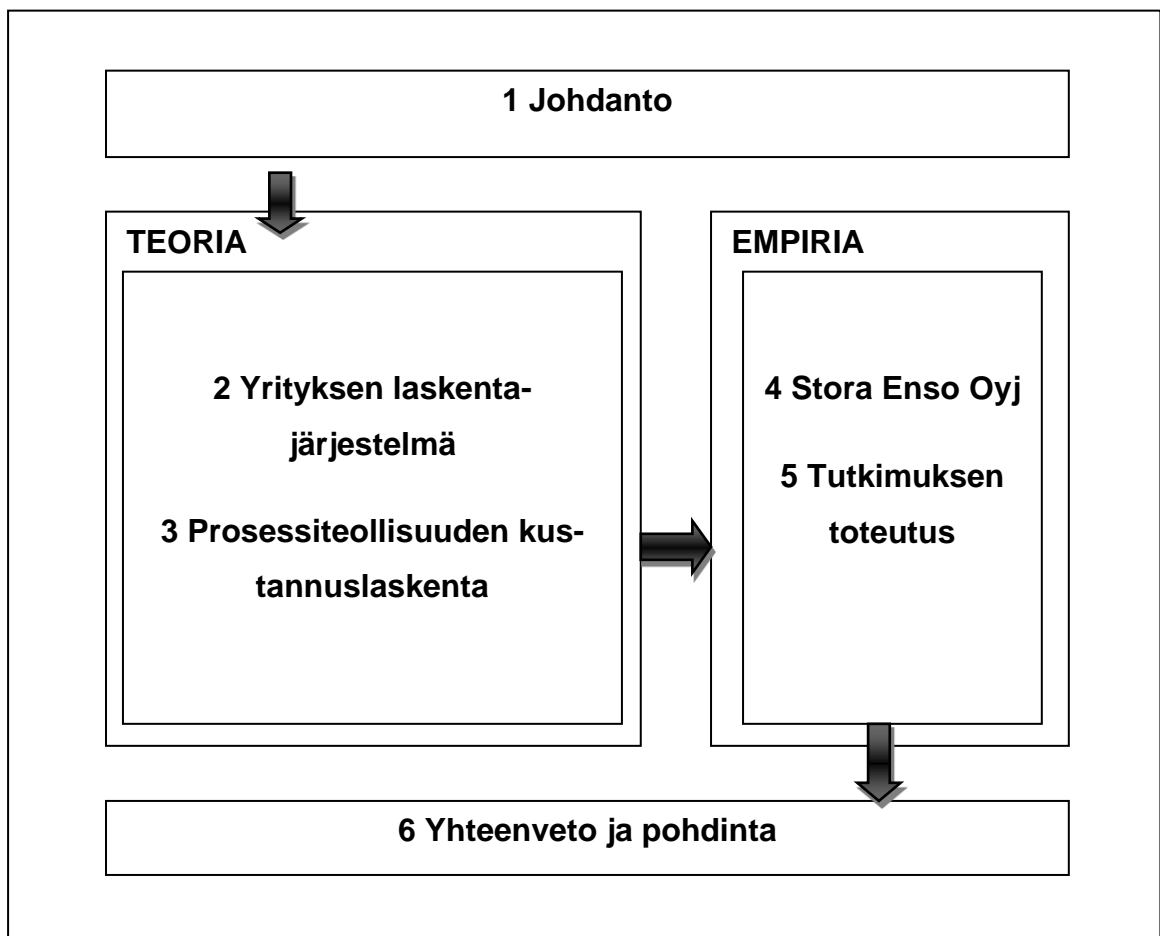 1 Johdanto
TEORIA
2 Yrityksen laskenta-
järjestelmä
3 Prosessiteollisuuden kus-
tannuslaskenta
EMPIRIA
4 Stora Enso Oyj
5 Tutkimuksen
toteutus
6 Yhteenveto ja pohdinta